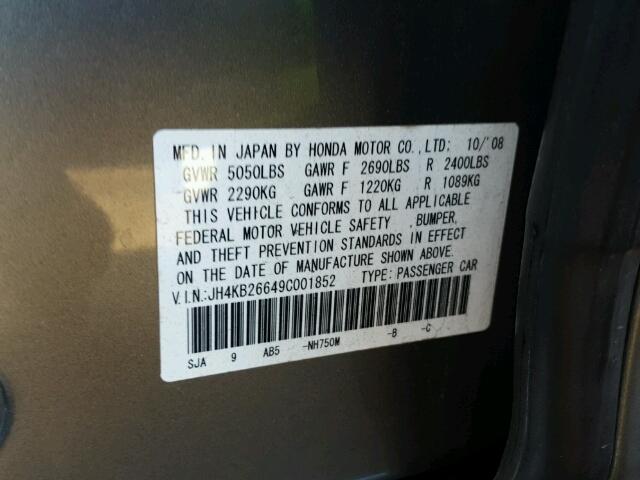 MFD. IN JAPAN BY HONDA MOTOR CO.,LTD: 10/'08
GVWR 5050LBS GAWR F 2690LBS R 2400LBS
GVWR 2290KG GAWR F 1220KG R 1089KG
THIS VEHICLE CONFORMS TO ALL APPLICABLE
FEDERAL MOTOR VEHICLE SAFETY ,BUMPER,
AND THEFT PREVENTION STANDARDS IN EFFECT
ON THE DATE OF MANUFACTURE SHOWN ABOVE.
V.I.N:JH4KB26649C001852 TYPE: PASSENGER CAR
SJA 9 AB5 -NH750M -B -C